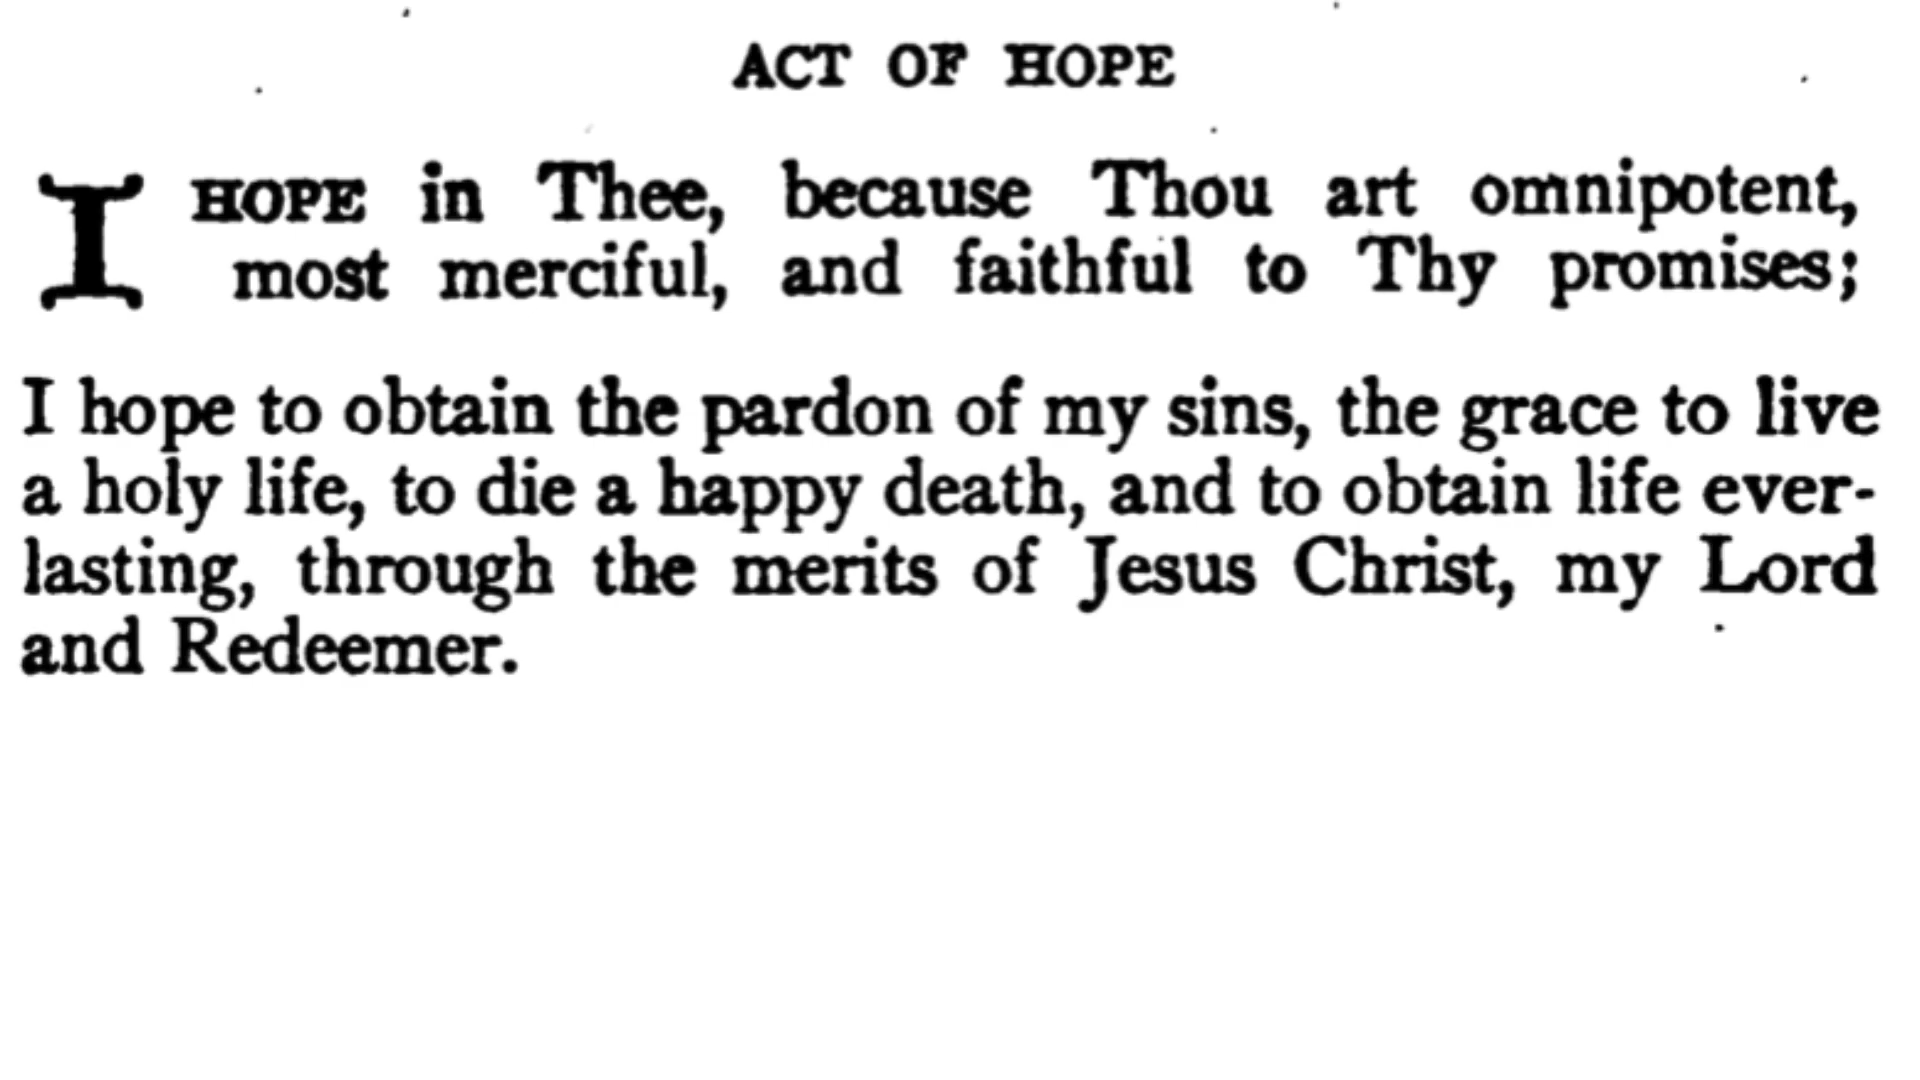 ACT OF HOPE
I HOPE in Thee, because Thou art omnipotent,
most merciful, and faithful to Thy promises;
I hope to obtain the pardon of my sins, the grace to live
a holy life, to die a happy death, and to obtain life ever-
lasting, through the merits of Jesus Christ, my Lord
and Redeemer.